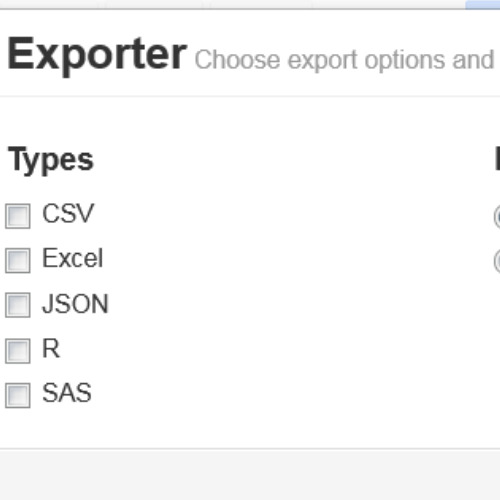 Exporter Choose export options and
Types
CSV
Excel
JSON
R
SAS